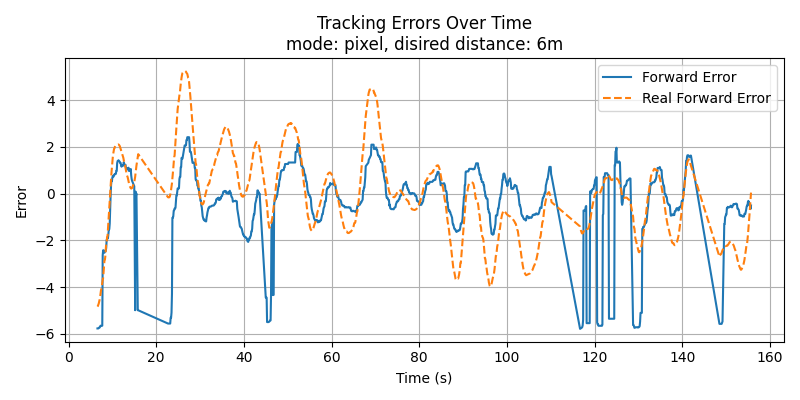 Tracking Errors Over Time
mode: pixel, disired distance: 6m
Forward Error
Real Forward Error
Error
4
2
0
−2
−4
−6
0 20 40 60 80 100 120 140 160
Time (s)